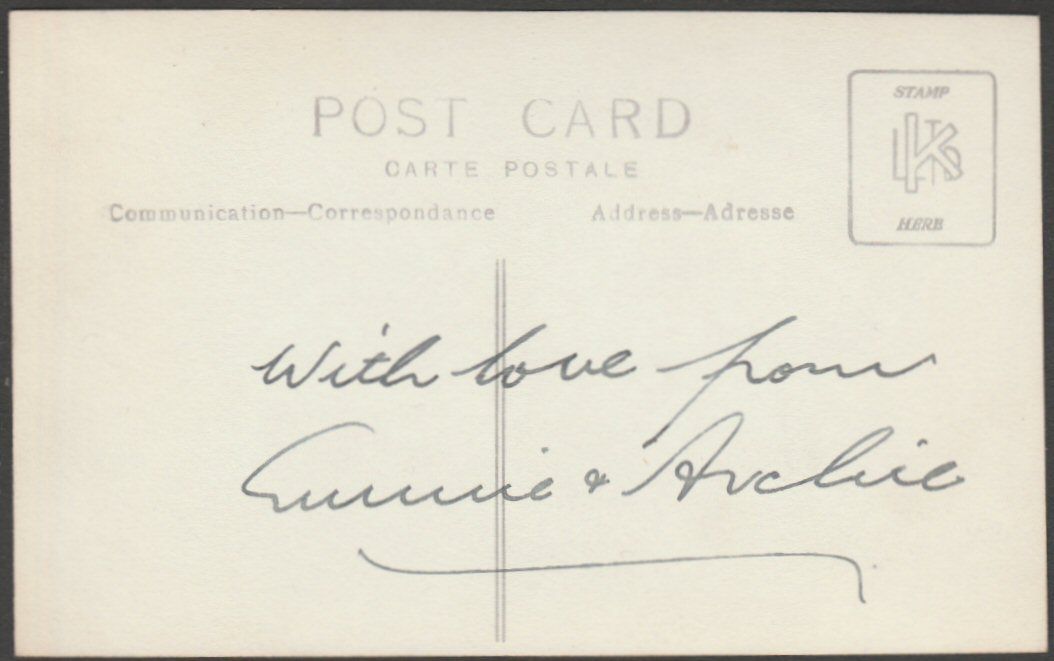 POST CARD
CARTE POSTALE
Communication—Correspondance
Address—Adresse
STAMP
HERE
With love from
& Archie